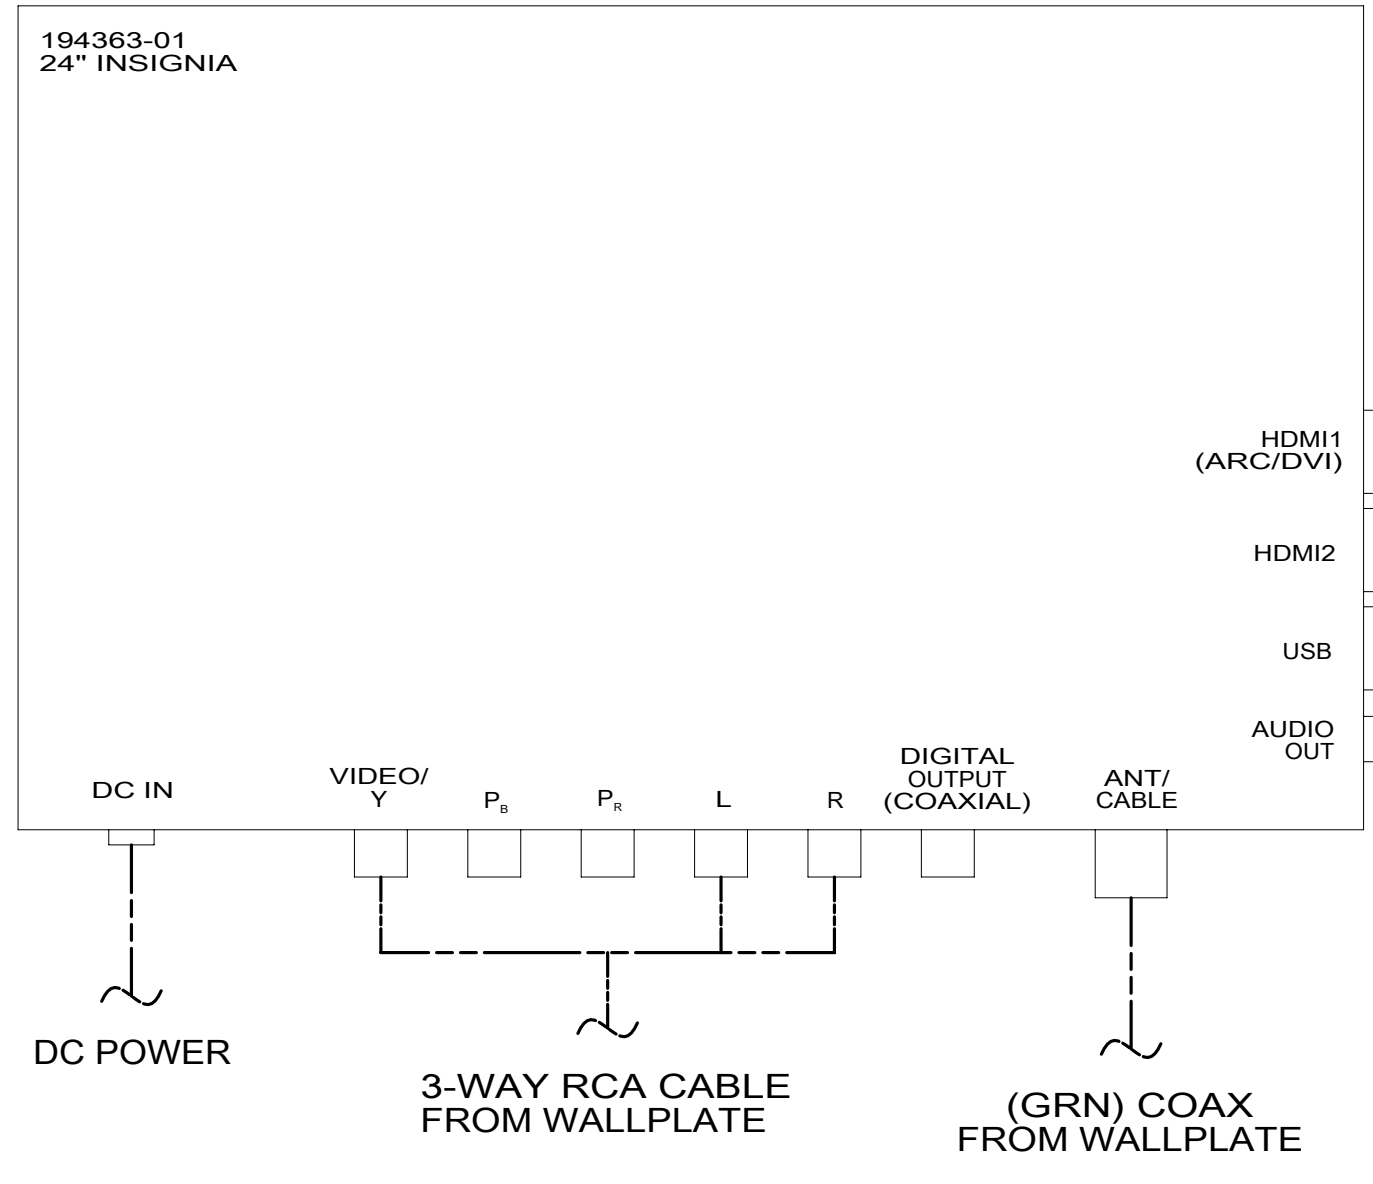 194363-01
24" INSIGNIA
HDMI1
(ARC/DVI)
HDMI2
USB
AUDIO
OUT
DC IN
VIDEO/
Y
PB
PR
L
R
DIGITAL
OUTPUT
(COAXIAL)
ANT/
CABLE
DC POWER
3-WAY RCA CABLE
FROM WALLPLATE
(GRN) COAX
FROM WALLPLATE